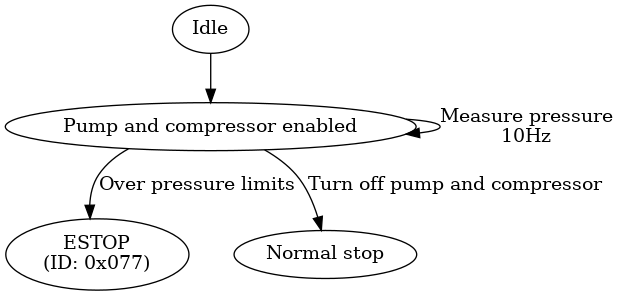 Idle
Pump and compressor enabled
Measure pressure
10Hz
Over pressure limits
Turn off pump and compressor
ESTOP
(ID: 0x077)
Normal stop